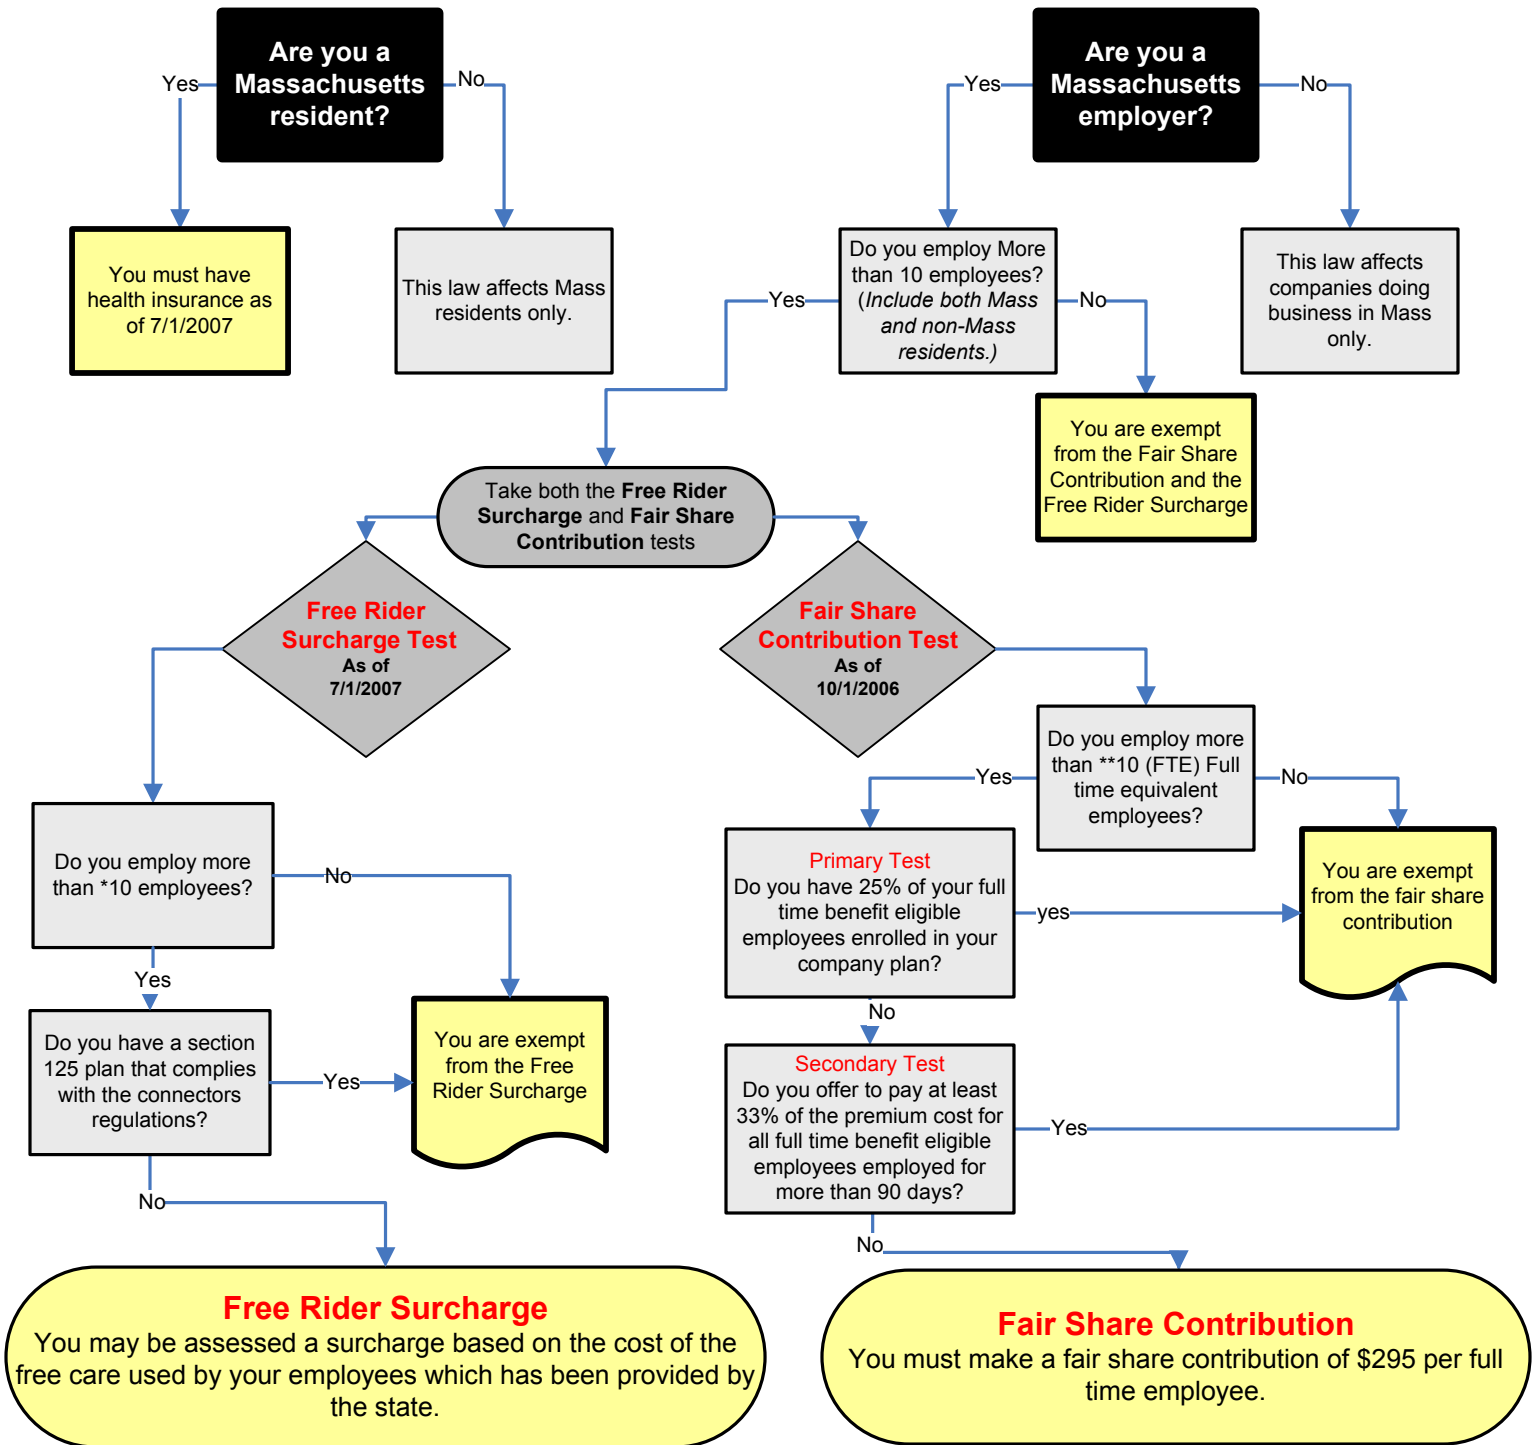 Are you a
Massachusetts
resident?
Yes
No
Are you a
Massachusetts
employer?
Yes
No
You must have
health insurance as
of 7/1/2007
This law affects Mass
residents only.
Do you employ More
than 10 employees?
(Include both Mass
and non-Mass
residents.)
Yes
No
This law affects
companies doing
business in Mass
only.
You are exempt
from the Fair Share
Contribution and the
Free Rider Surcharge
Take both the Free Rider
Surcharge and Fair Share
Contribution tests
Free Rider
Surcharge Test
As of
7/1/2007
Fair Share
Contribution Test
As of
10/1/2006
Do you employ more
than **10 (FTE) Full
time equivalent
employees?
Yes
No
Do you employ more
than *10 employees?
No
Yes
Primary Test
Do you have 25% of your full
time benefit eligible
employees enrolled in your
company plan?
yes
No
You are exempt
from the fair share
contribution
Do you have a section
125 plan that complies
with the connectors
regulations?
Yes
No
You are exempt
from the Free
Rider Surcharge
Secondary Test
Do you offer to pay at least
33% of the premium cost for
all full time benefit eligible
employees employed for
more than 90 days?
Yes
No
Free Rider Surcharge
You may be assessed a surcharge based on the cost of the
free care used by your employees which has been provided by
the state.
Fair Share Contribution
You must make a fair share contribution of $295 per full
time employee.